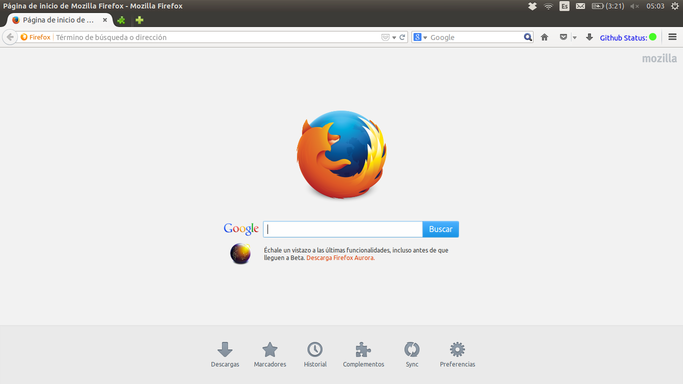 Página de inicio de Mozilla Firefox - Mozilla Firefox
Es
(3:21)
05:03
Página de inicio de ...
Firefox
Término de búsqueda o dirección
Google
Github Status:
mozilla
Google
Buscar
Échale un vistazo a las últimas funcionalidades, incluso antes de que
lleguen a Beta. Descarga Firefox Aurora.
Descargas
Marcadores
Historial
Complementos
Sync
Preferencias